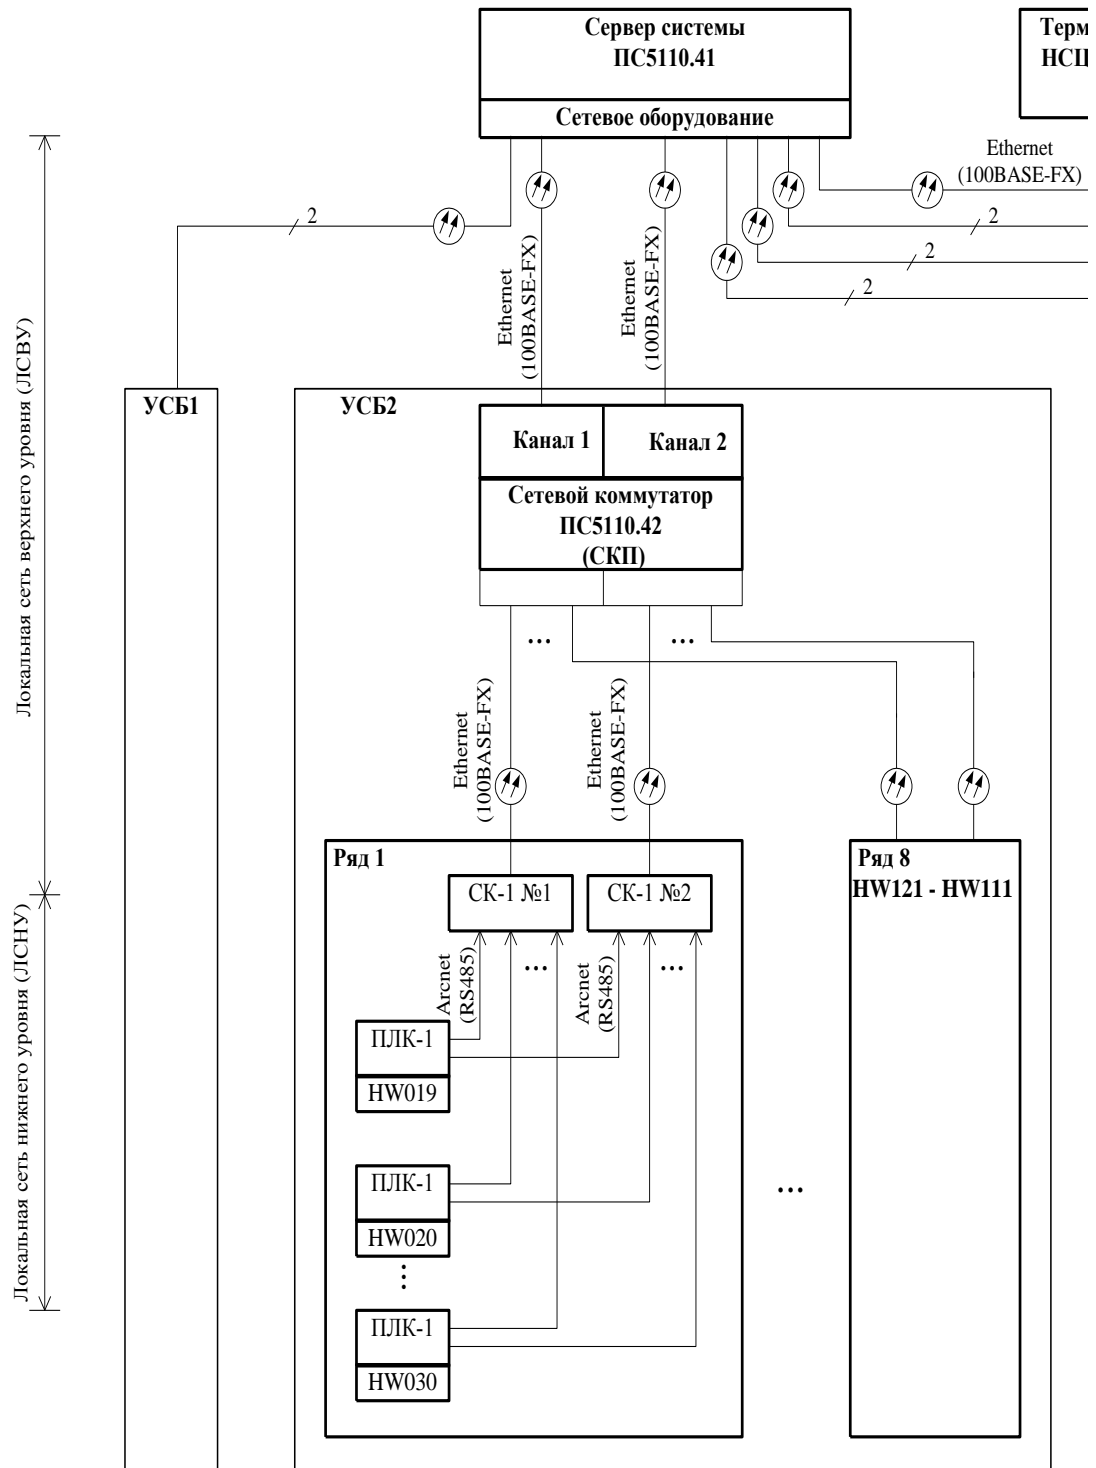 Сервер системы
ПС5110.41
Сетевое оборудование
Терм
НСЦ
Ethernet
(100BASE-FX)
2
2
2
2
Ethernet
(100BASE-FX)
Ethernet
(100BASE-FX)
Локальная сеть верхнего уровня (ЛСВУ)
УСБ1
УСБ2
Канал 1
Канал 2
Сетевой коммутатор
ПС5110.42
(СКП)
...
...
Ethernet
(100BASE-FX)
Ethernet
(100BASE-FX)
Ряд 1
Ряд 8
HW121 - HW111
СК-1 №1
СК-1 №2
...
...
Arcnet
(RS485)
Arcnet
(RS485)
Локальная сеть нижнего уровня (ЛСНУ)
ПЛК-1
HW019
ПЛК-1
HW020
...
...
ПЛК-1
HW030